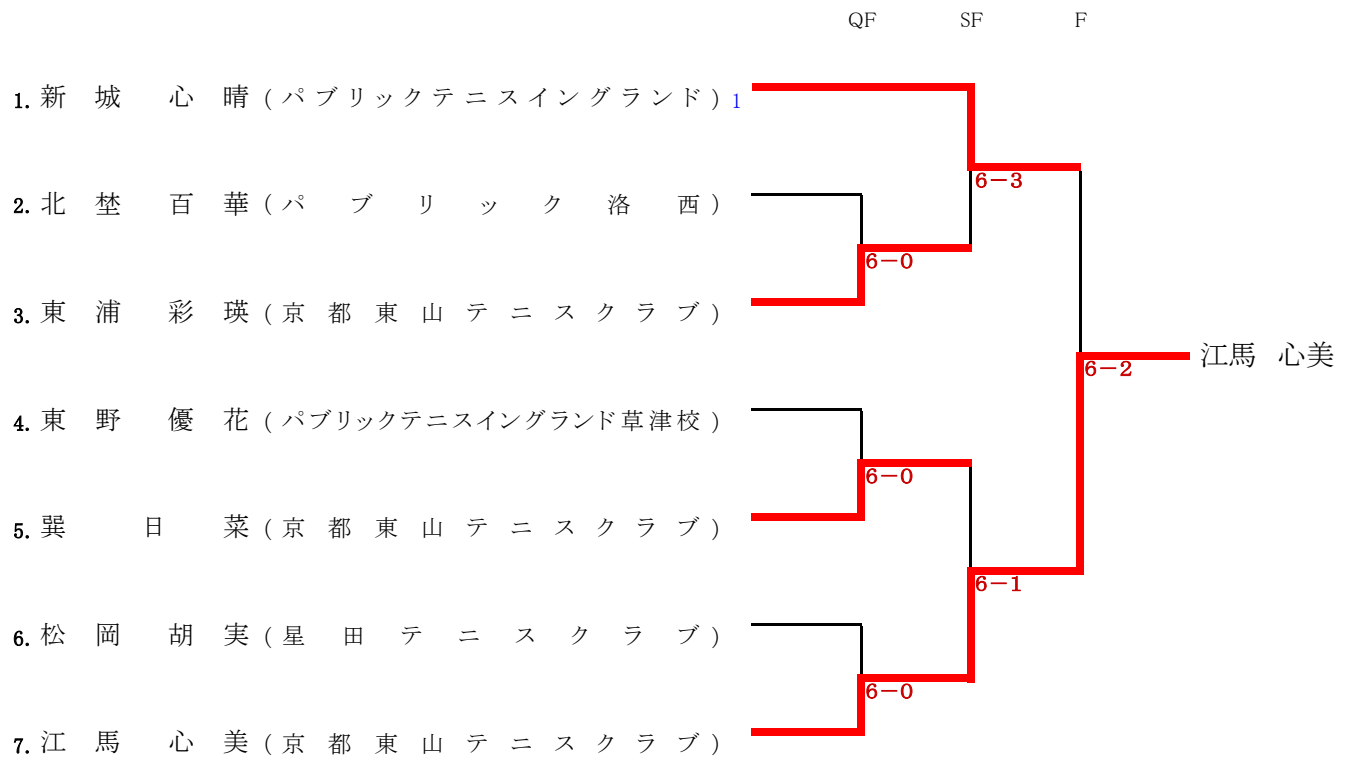 QF SF F
1. 新城 心晴 (パブリックテニスイングランド) 1
6-3
2. 北埜 百華 (パブリック洛西)
6-0
3. 東浦 彩瑛 (京都東山テニスクラブ)
6-2 江馬 心美
4. 東野 優花 (パブリックテニスイングランド草津校)
6-0
5. 巽 日菜 (京都東山テニスクラブ)
6-1
6. 松岡 胡実 (星田テニスクラブ)
6-0
7. 江馬 心美 (京都東山テニスクラブ)